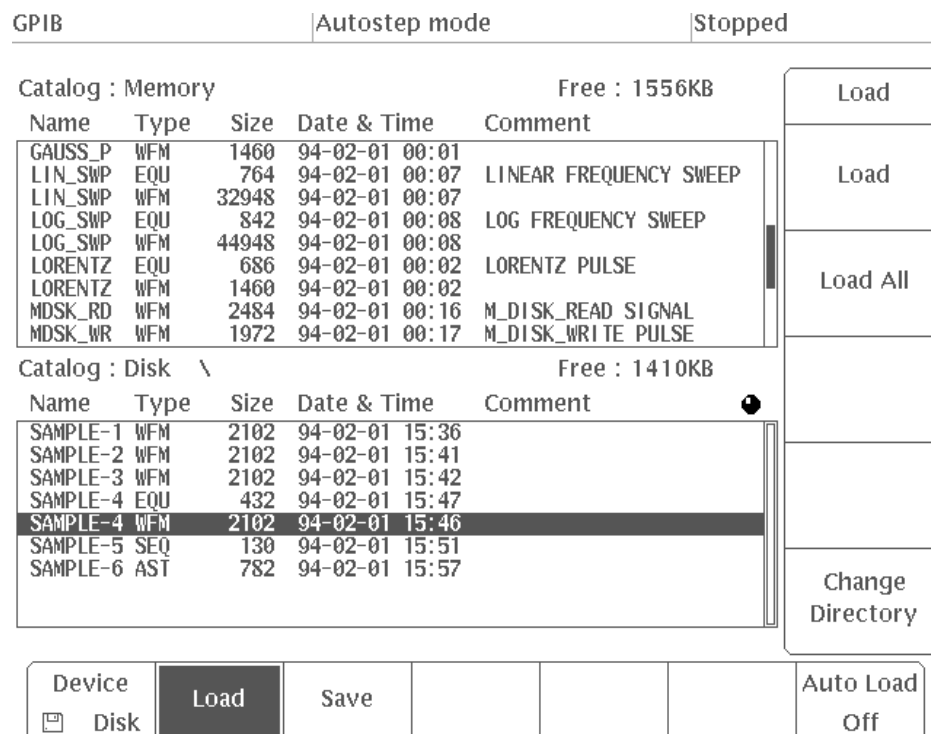 GPIB Autostep mode Stopped
Catalog : Memory Free : 1556KB
Name Type Size Date & Time Comment
GAUSS_P WFM 1460 94-02-01 00:01
LIN_SWP EQU 764 94-02-01 00:07 LINEAR FREQUENCY SWEEP
LIN_SWP WFM 32948 94-02-01 00:07
LOG_SWP EQU 842 94-02-01 00:08 LOG FREQUENCY SWEEP
LOG_SWP WFM 44948 94-02-01 00:08
LORENTZ EQU 686 94-02-01 00:02 LORENTZ PULSE
LORENTZ WFM 1460 94-02-01 00:02
MDSK_RD WFM 2484 94-02-01 00:16 M_DISK_READ SIGNAL
MDSK_WR WFM 1972 94-02-01 00:17 M_DISK_WRITE PULSE
Catalog : Disk \ Free : 1410KB
Name Type Size Date & Time Comment
SAMPLE-1 WFM 2102 94-02-01 15:36
SAMPLE-2 WFM 2102 94-02-01 15:41
SAMPLE-3 WFM 2102 94-02-01 15:42
SAMPLE-4 EQU 432 94-02-01 15:47
SAMPLE-4 WFM 2102 94-02-01 15:46
SAMPLE-5 SEQ 130 94-02-01 15:51
SAMPLE-6 AST 782 94-02-01 15:57
Load
Load
Load All
Change
Directory
Device
Disk
Load
Save
Auto Load
Off